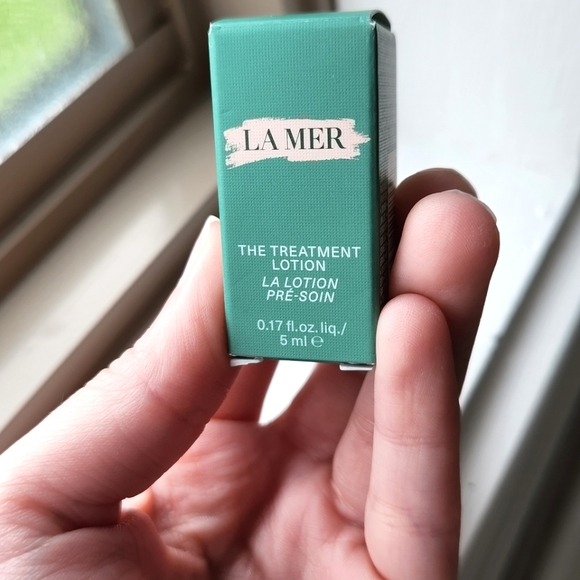 LA MER
THE TREATMENT
LOTION
LA LOTION
PRÉ-SOIN
0.17 fl.oz.liq./
5 ml ℮